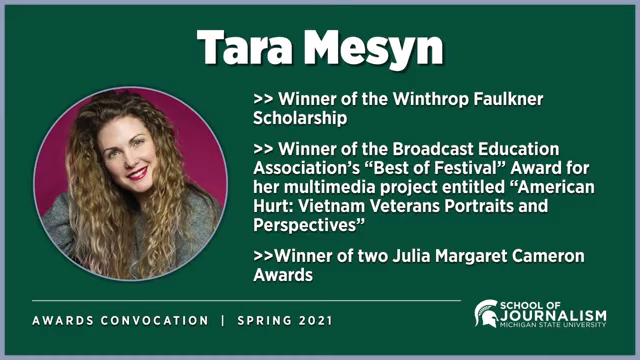 Tara Mesyn
>> Winner of the Winthrop Faulkner
Scholarship
>> Winner of the Broadcast Education
Association's “Best of Festival” Award for
her multimedia project entitled “American
Hurt: Vietnam Veterans Portraits and
Perspectives”
>>Winner of two Julia Margaret Cameron
Awards
AWARDS CONVOCATION | SPRING 2021
SCHOOL OF
JOURNALISM
MICHIGAN STATE UNIVERSITY